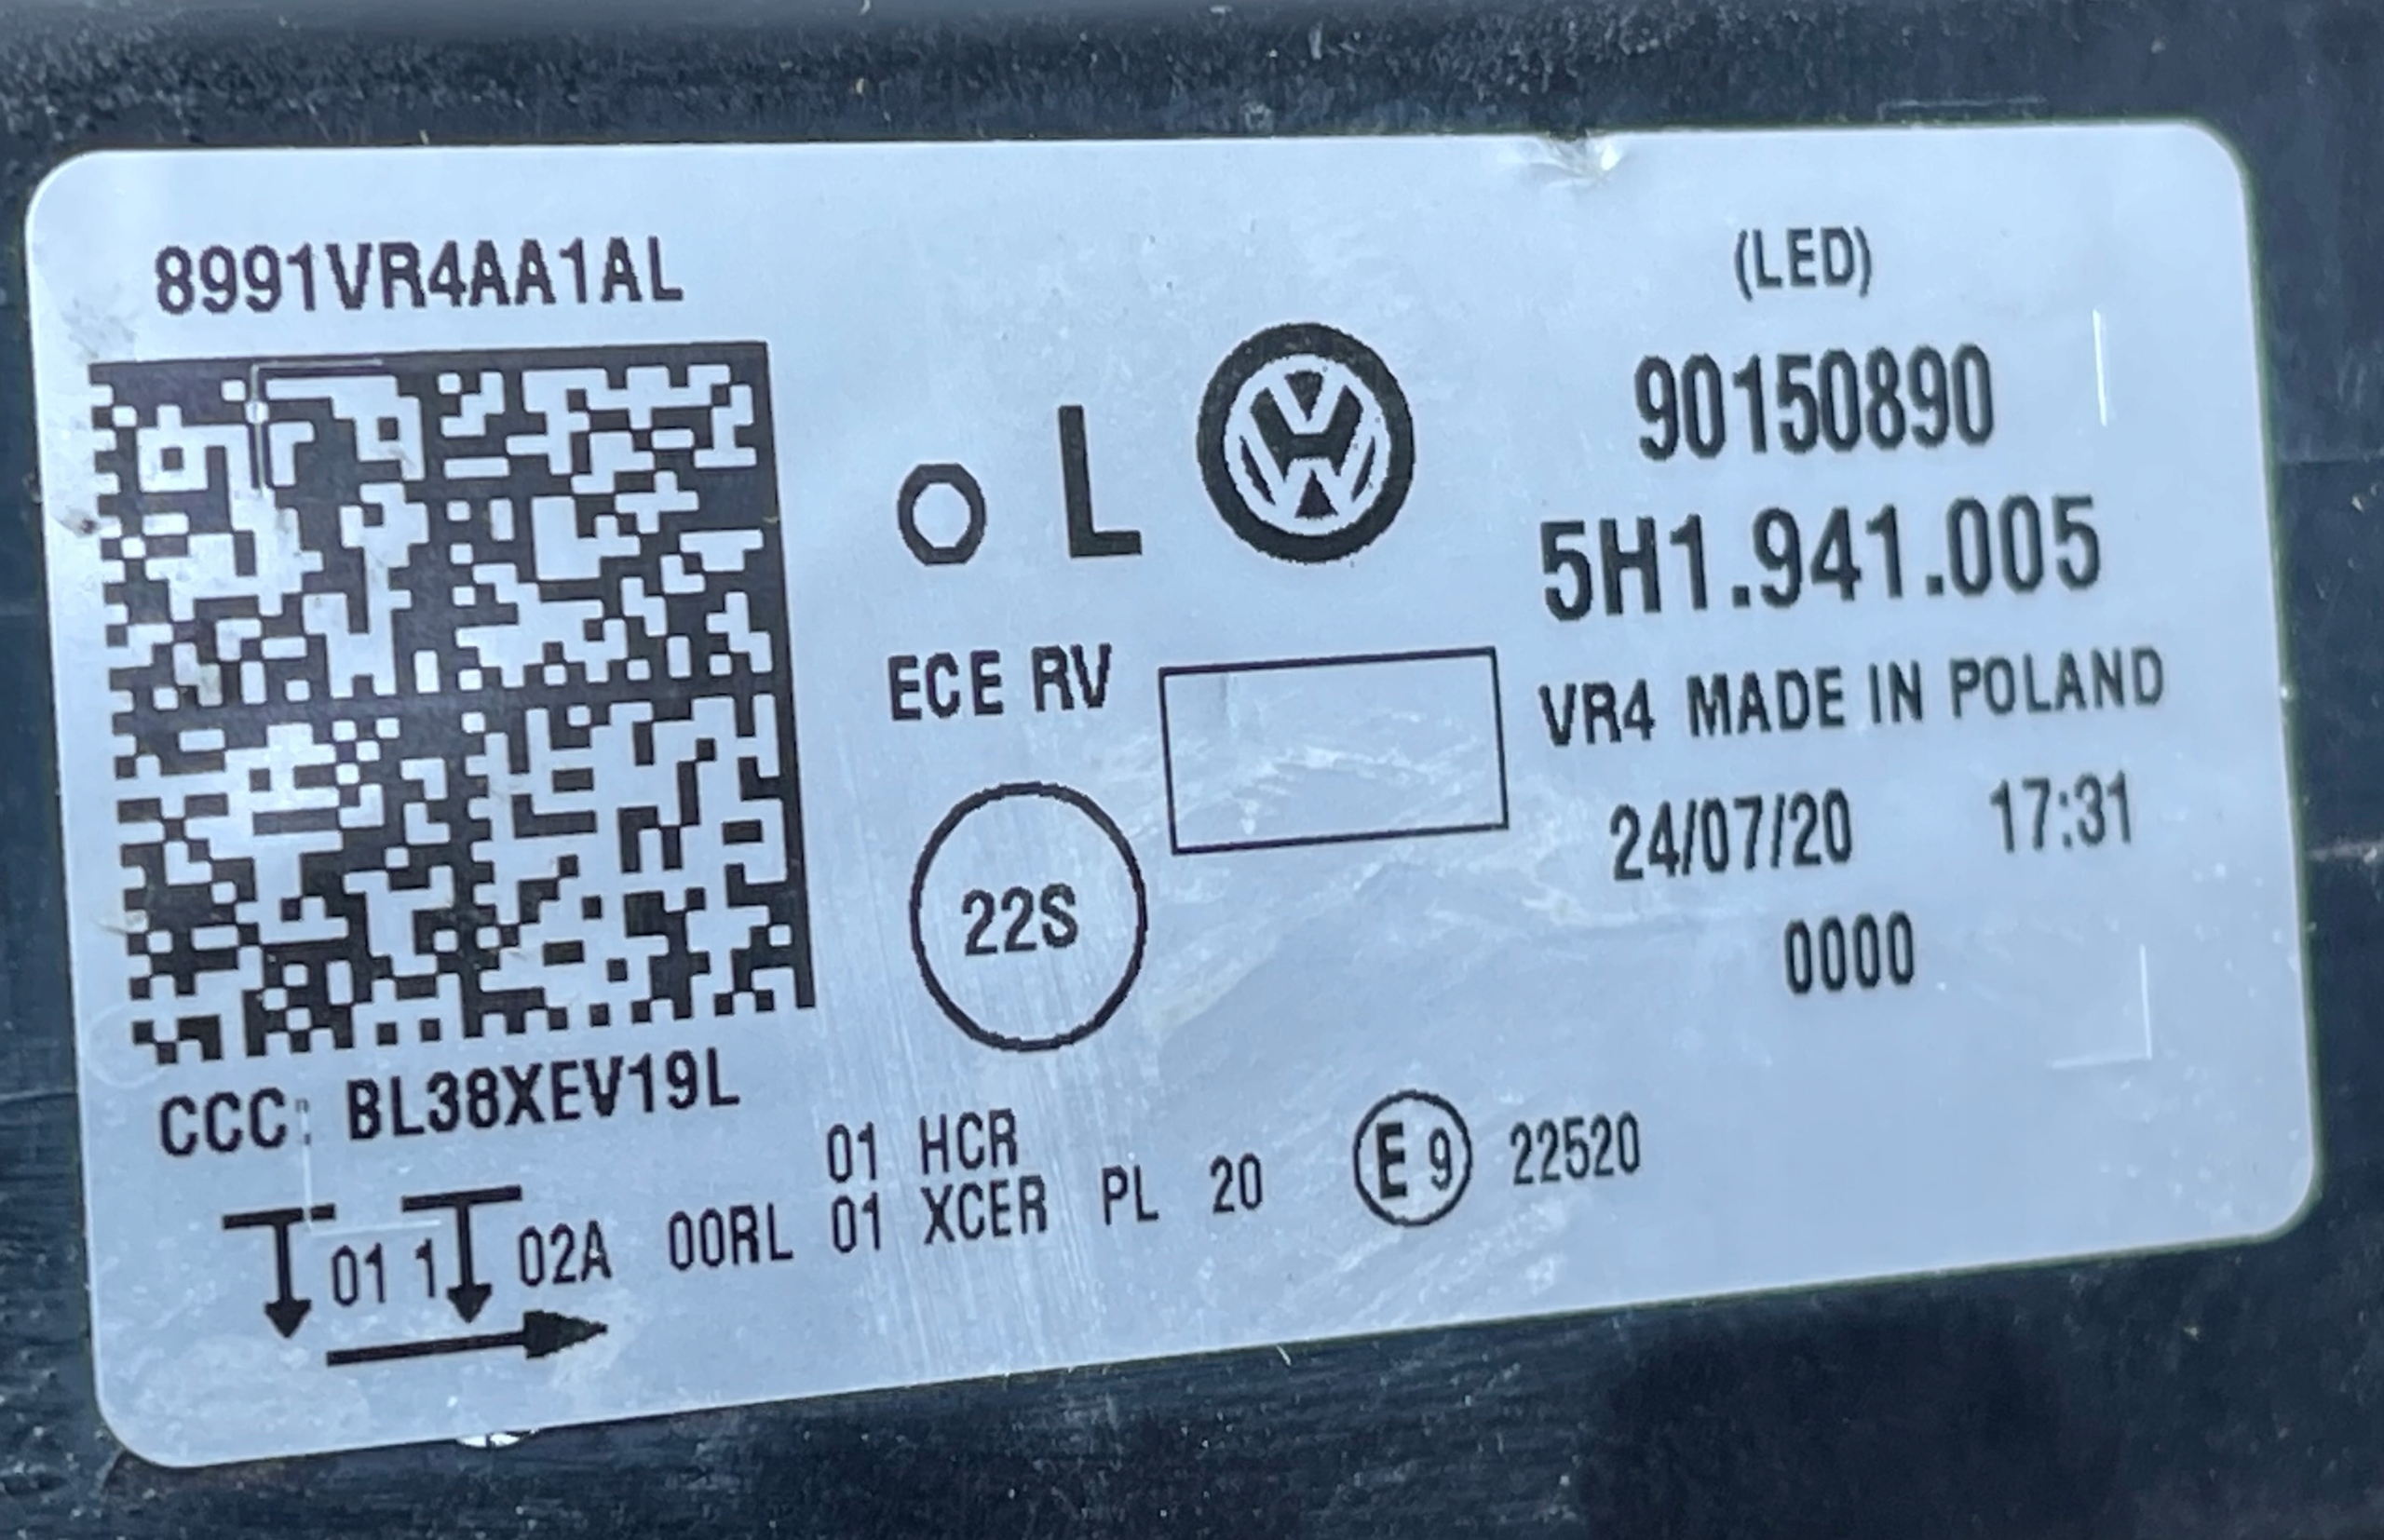 8991VR4AA1AL
(LED)
90150890
O L
5H1.941.005
ECE RV
VR4 MADE IN POLAND
24/07/20 17:31
22S
0000
CCC: BL38XEV19L
01 HCR
01 1 02A 00RL 01 XCER PL 20 E9 22520